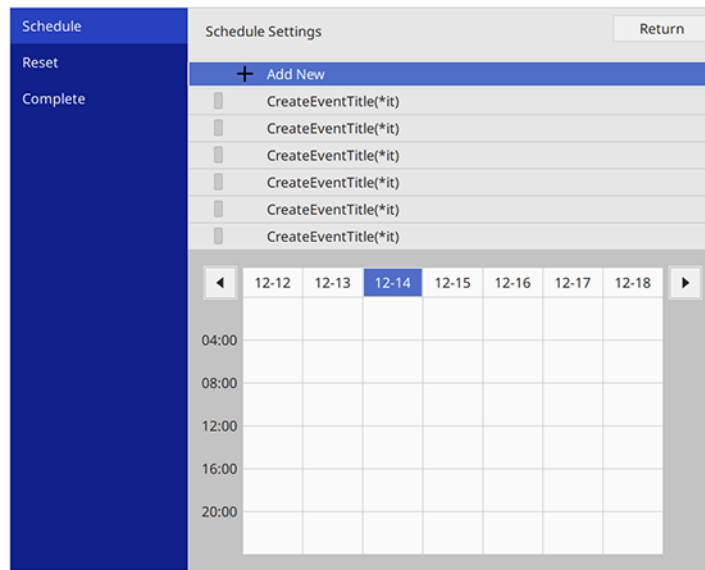 Schedule
Reset
Complete
Schedule Settings
Return
+ Add New
CreateEventTitle(*it)
CreateEventTitle(*it)
CreateEventTitle(*it)
CreateEventTitle(*it)
CreateEventTitle(*it)
CreateEventTitle(*it)
12-12 12-13 12-14 12-15 12-16 12-17 12-18
04:00
08:00
12:00
16:00
20:00